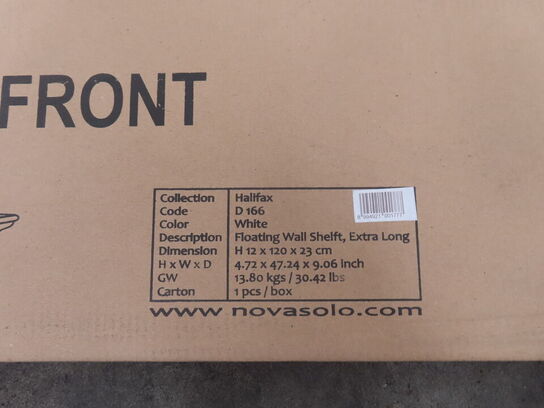 FRONT
Collection Halifax
Code D 166
Color White
Description Floating Wall Shelft, Extra Long
Dimension H 12 x 120 x 23 cm
H x W x D 4.72 x 47.24 x 9.06 inch
GW 13.80 kgs / 30.42 lbs
Carton 1 pcs / box
www.novasolo.com